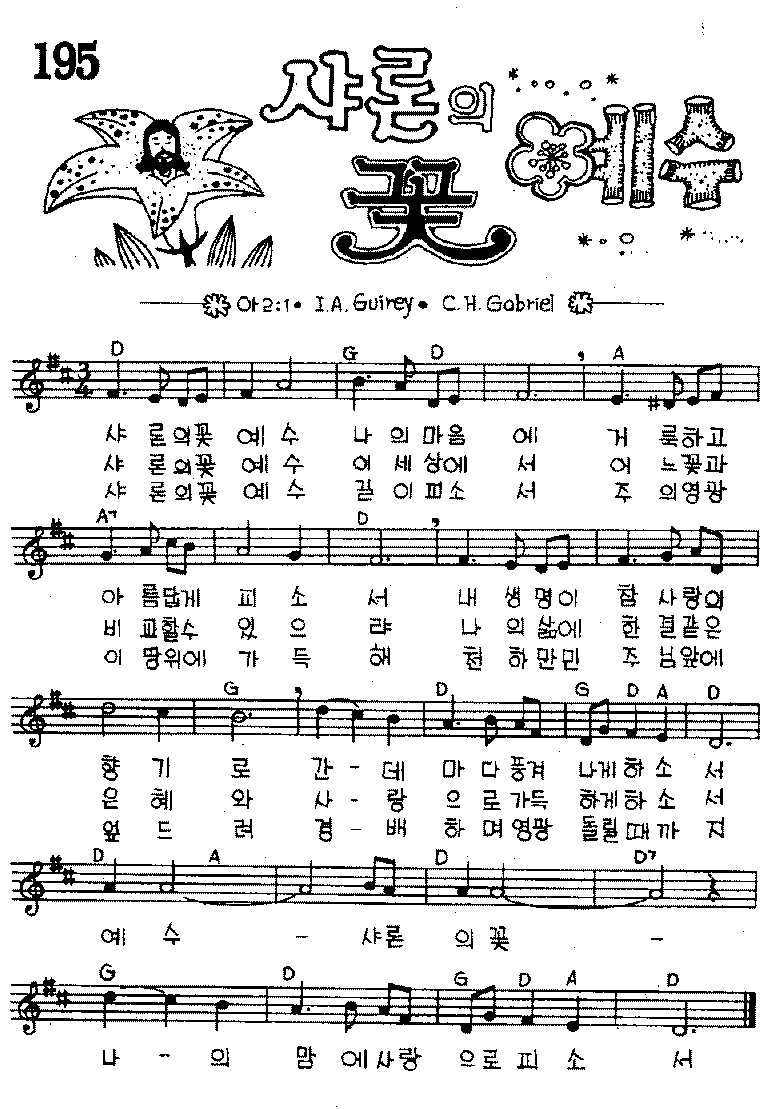 195
샤론의
꽃 예수
아2:1 • I.A. Guirey • C.H. Gabriel
D G D A
샤 론의꽃 예 수 나 의마음 에 거 룩하고
샤 론의꽃 예 수 이 세상에 서 어 느꽃과
샤 론의꽃 예 수 길 이피소 서 주 의영광
A7 D
아 름답게 피 소 서 내 생명이 참 사랑의
비 교할수 있 으 랴 나 의삶에 한 결같은
이 땅위에 가 득 해 천 하만민 주 님앞에
G D G D A D
향 기 로 간 - 데 마 다풍겨 나게하 소 서
은 혜 와 사 - 랑 으 로가득 하게하 소 서
엎 드 려 경 - 배 하 며영광 돌릴때 까 지
D A D D7
예 수 - 샤론 의 꽃 -
G D G D A D
나 - 의 맘 에사랑 으로피 소 서